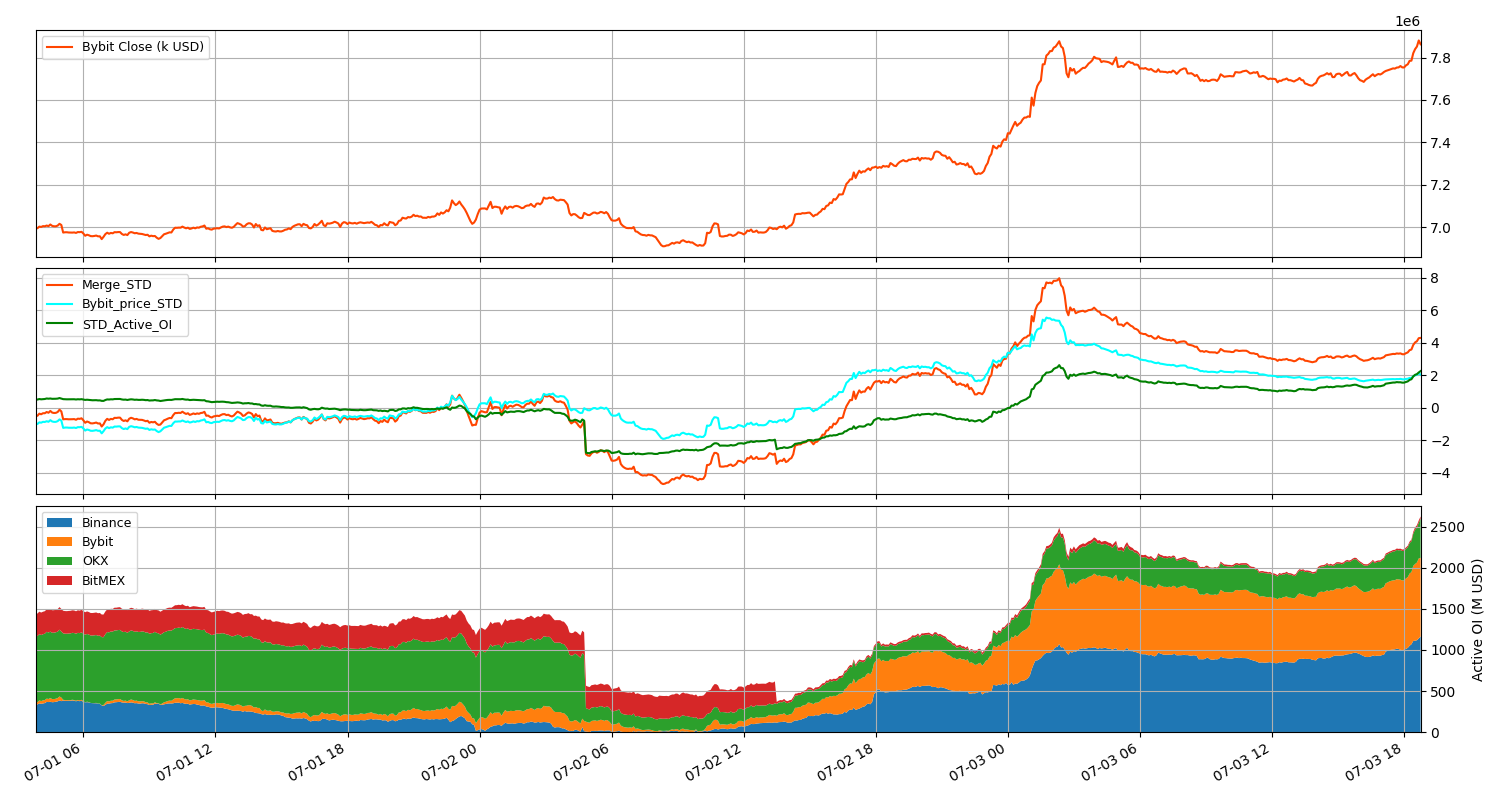 1e6
Bybit Close (k USD)
7.8
7.6
7.4
7.2
7.0
Merge_STD
Bybit_price_STD
STD_Active_OI
8
6
4
2
0
−2
−4
Binance
Bybit
OKX
BitMEX
2500
2000
1500
1000
500
0
Active OI (M USD)
07-01 06
07-01 12
07-01 18
07-02 00
07-02 06
07-02 12
07-02 18
07-03 00
07-03 06
07-03 12
07-03 18